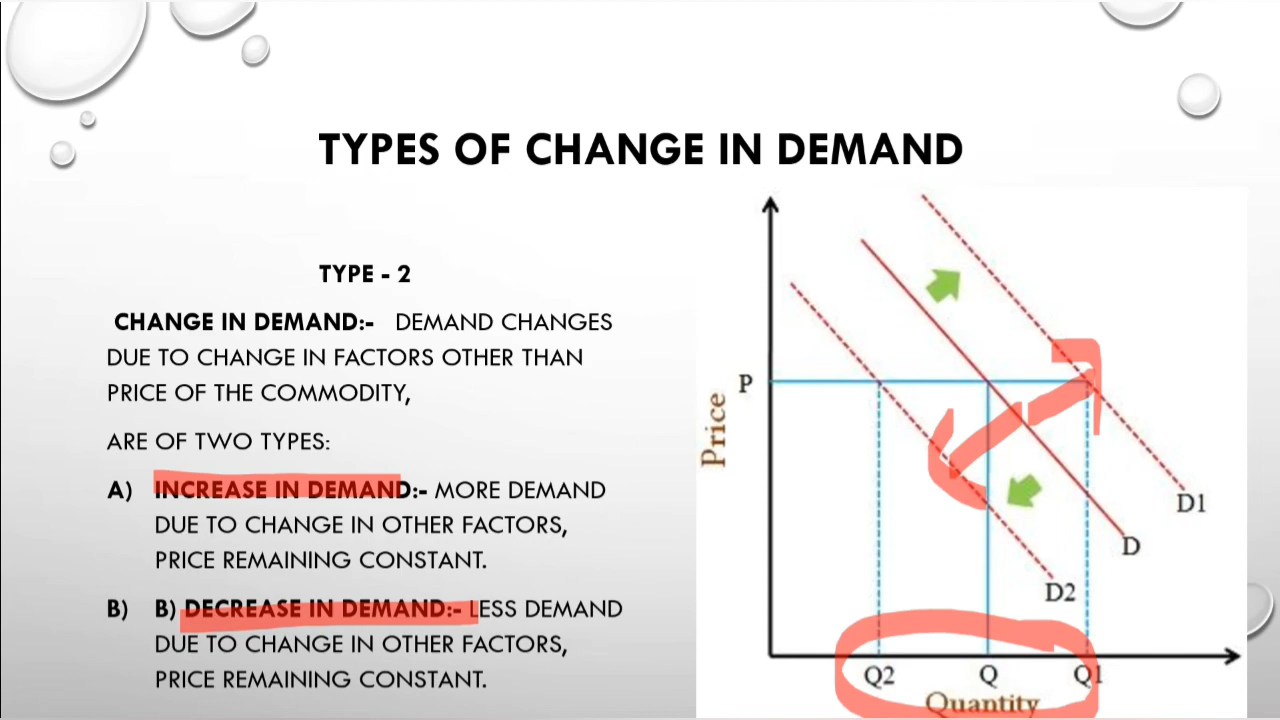 TYPES OF CHANGE IN DEMAND
TYPE - 2
CHANGE IN DEMAND:- DEMAND CHANGES
DUE TO CHANGE IN FACTORS OTHER THAN
PRICE OF THE COMMODITY,
ARE OF TWO TYPES:
A) INCREASE IN DEMAND:- MORE DEMAND
DUE TO CHANGE IN OTHER FACTORS,
PRICE REMAINING CONSTANT.
B) B) DECREASE IN DEMAND:- LESS DEMAND
DUE TO CHANGE IN OTHER FACTORS,
PRICE REMAINING CONSTANT.
P
Price
D1
D
D2
Q2 Q Q1
Quantity